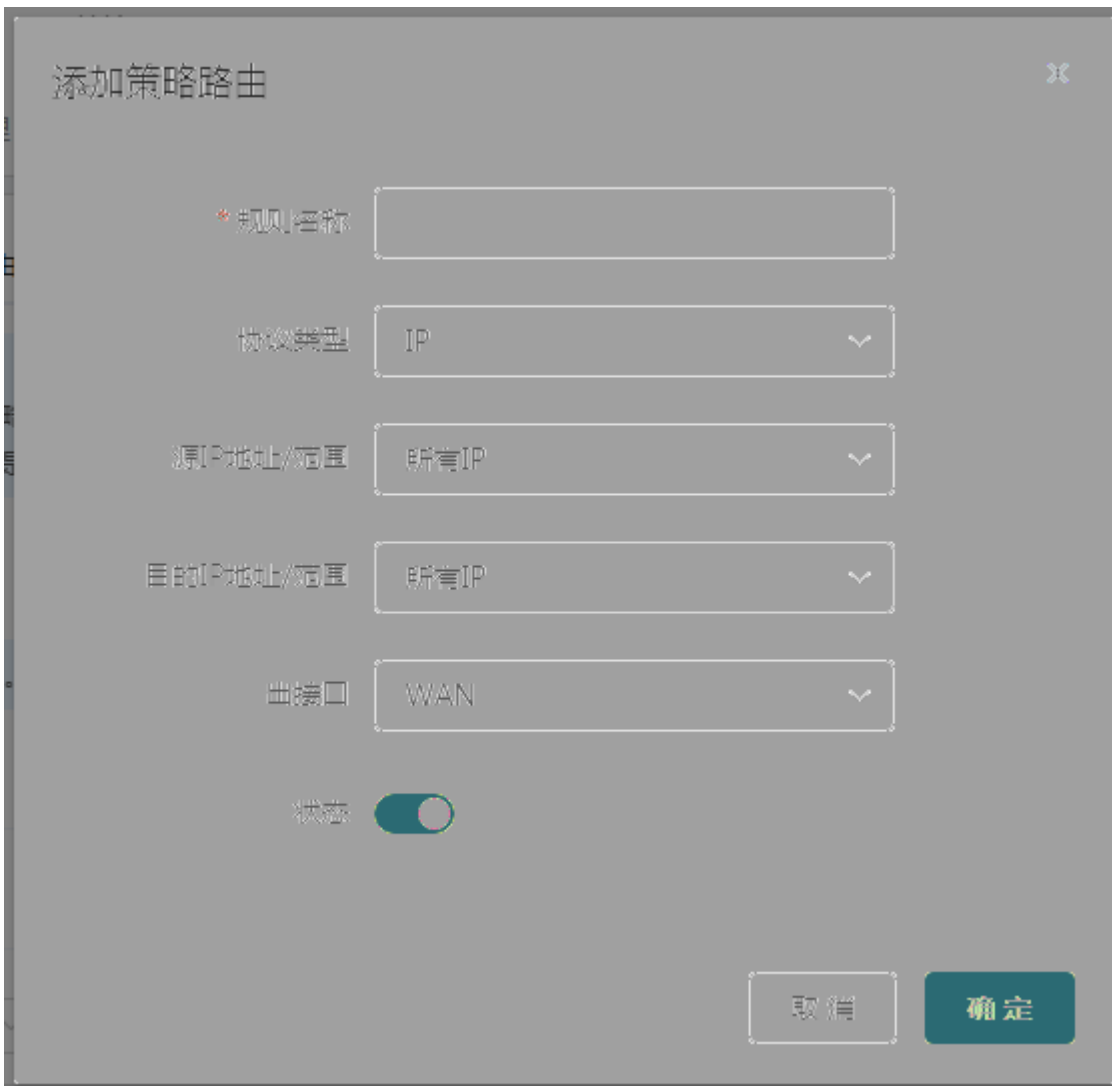 添加策略路由
* 规则名称
协议类型 IP
源IP地址/范围 所有IP
目的IP地址/范围 所有IP
出接口 WAN
状态
取消 确定